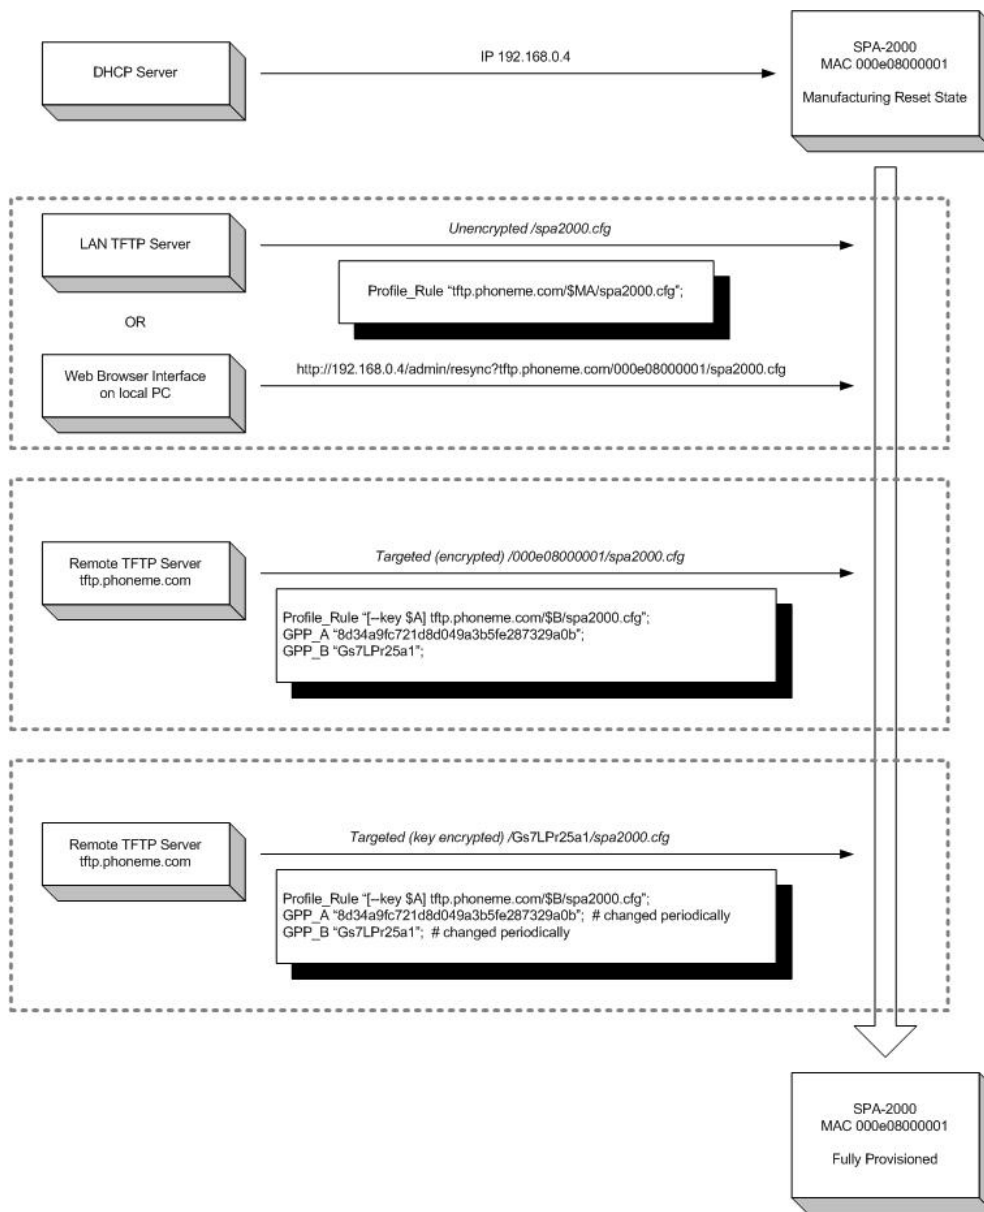 IP 192.168.0.4
DHCP Server
SPA-2000
MAC 000e08000001
Manufacturing Reset State
LAN TFTP Server
Unencrypted /spa2000.cfg
Profile_Rule “tftp.phoneme.com/$MA/spa2000.cfg”;
OR
Web Browser Interface
on local PC
http://192.168.0.4/admin/resync?tftp.phoneme.com/000e08000001/spa2000.cfg
Remote TFTP Server
tftp.phoneme.com
Targeted (encrypted) /000e08000001/spa2000.cfg
Profile_Rule “[--key $A] tftp.phoneme.com/$B/spa2000.cfg”;
GPP_A “8d34a9fc721d8d049a3b5fe287329a0b”;
GPP_B “Gs7LPr25a1”;
Remote TFTP Server
tftp.phoneme.com
Targeted (key encrypted) /Gs7LPr25a1/spa2000.cfg
Profile_Rule “[--key $A] tftp.phoneme.com/$B/spa2000.cfg”;
GPP_A “8d34a9fc721d8d049a3b5fe287329a0b”; # changed periodically
GPP_B “Gs7LPr25a1”; # changed periodically
SPA-2000
MAC 000e08000001
Fully Provisioned